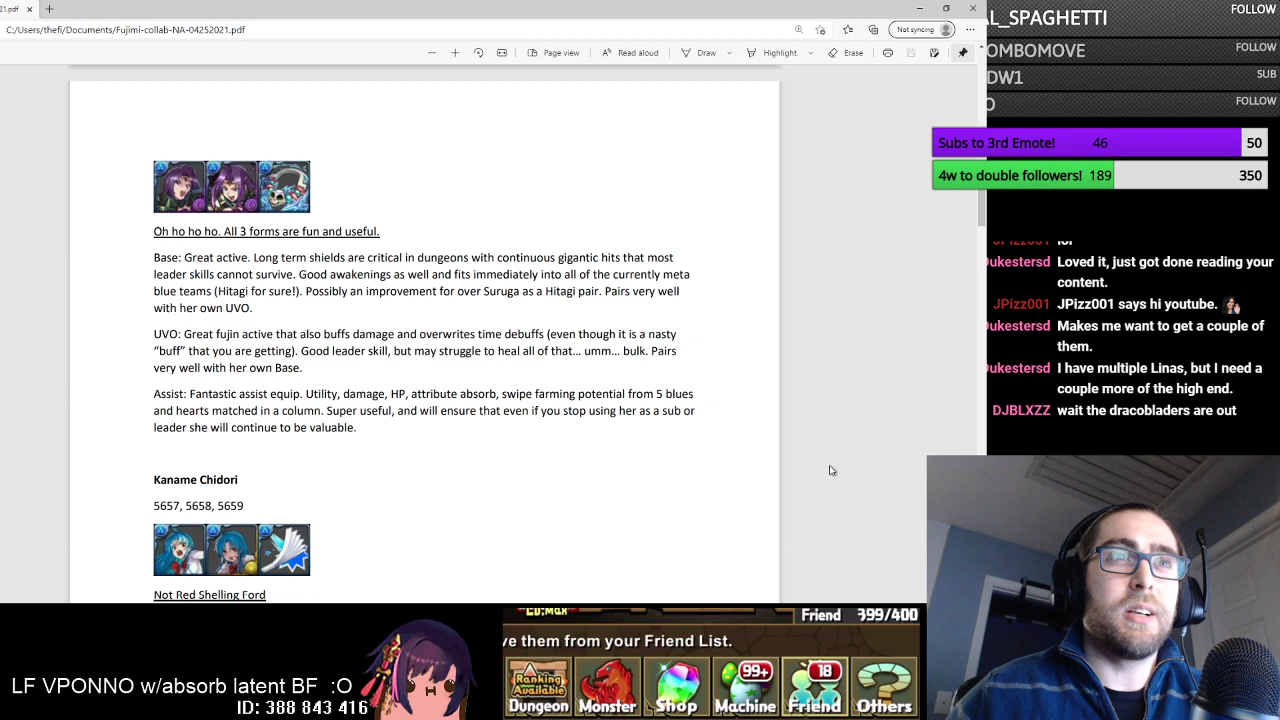 21.pdf
C:/Users/thefi/Documents/Fujimi-collab-NA-04252021.pdf
Not syncing
Page view
Read aloud
Draw
Highlight
Erase
Oh ho ho ho. All 3 forms are fun and useful.
Base: Great active. Long term shields are critical in dungeons with continuous gigantic hits that most
leader skills cannot survive. Good awakenings as well and fits immediately into all of the currently meta
blue teams (Hitagi for sure!). Possibly an improvement for over Suruga as a Hitagi pair. Pairs very well
with her own UVO.
UVO: Great fujin active that also buffs damage and overwrites time debuffs (even though it is a nasty
“buff” that you are getting). Good leader skill, but may struggle to heal all of that… umm… bulk. Pairs
very well with her own Base.
Assist: Fantastic assist equip. Utility, damage, HP, attribute absorb, swipe farming potential from 5 blues
and hearts matched in a column. Super useful, and will ensure that even if you stop using her as a sub or
leader she will continue to be valuable.
Kaname Chidori
5657, 5658, 5659
Not Red Shelling Ford
AL_SPAGHETTI FOLLOW
OMBOMOVE FOLLOW
DW1 SUB
O FOLLOW
Subs to 3rd Emote! 46 50
4w to double followers! 189 350
JPizz001 lol
Dukestersd Loved it, just got done reading your
content.
JPizz001 JPizz001 says hi youtube.
Dukestersd Makes me want to get a couple of
them.
Dukestersd I have multiple Linas, but I need a
couple more of the high end.
DJBLXZZ wait the dracobladers are out
LF VPONNO w/absorb latent BF :O
ID: 388 843 416
Friend 399/400
ve them from your Friend List.
Ranking
Available
99+
18
Dungeon Monster Shop Machine Friend Others